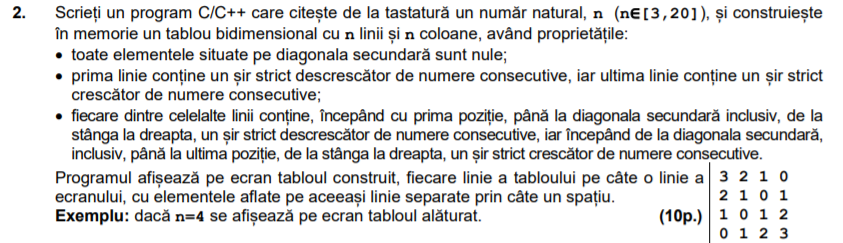 2. Scrieți un program C/C++ care citește de la tastatură un număr natural, n (n∈[3,20]), și construiește
în memorie un tablou bidimensional cu n linii și n coloane, având proprietățile:
• toate elementele situate pe diagonala secundară sunt nule;
• prima linie conține un șir strict descrescător de numere consecutive, iar ultima linie conține un șir strict
crescător de numere consecutive;
• fiecare dintre celelalte linii conține, începând cu prima poziție, până la diagonala secundară inclusiv, de la
stânga la dreapta, un șir strict descrescător de numere consecutive, iar începând de la diagonala secundară,
inclusiv, până la ultima poziție, de la stânga la dreapta, un șir strict crescător de numere consecutive.
Programul afișează pe ecran tabloul construit, fiecare linie a tabloului pe câte o linie a
ecranului, cu elementele aflate pe aceeași linie separate prin câte un spațiu.
Exemplu: dacă n=4 se afișează pe ecran tabloul alăturat. (10p.)
3 2 1 0
2 1 0 1
1 0 1 2
0 1 2 3